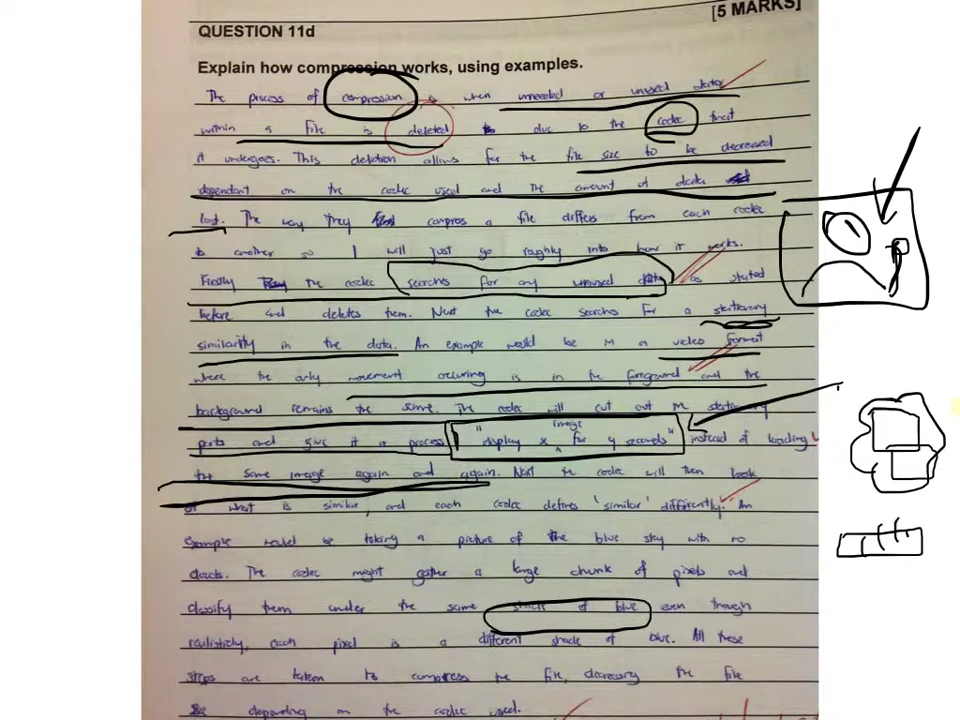 [5 MARKS]
QUESTION 11d
Explain how compression works, using examples.
The process of compression is when unneeded or unused data
within a file is deleted due to the codec that
it undergoes. This deletion allows for the file size to be decreased
dependant on the codec used and the amount of data
lost. The way they compress a file differs from each codec
to another so I will just go roughly into how it works.
Firstly the codec searches for any unused data as stated
before and deletes them. Next the codec searches for a stationary
similarity in the data. An example would be in a video format
where the only movement occuring is in the foreground and the
background remains the same. The codec will cut out the stationary
parts and give it a process "display x image for y seconds" instead of loading
the same image again and again. Next the codec will then look
at what is similar, and each codec defines 'similar' differently. An
example would be taking a picture of the blue sky with no
clouds. The codec might gather a large chunk of pixels and
classify them under the same shade of blue even though
realisticly, each pixel is a different shade of blue. All these
steps are taken to compress the file, decreasing the file
depending on the codec used.